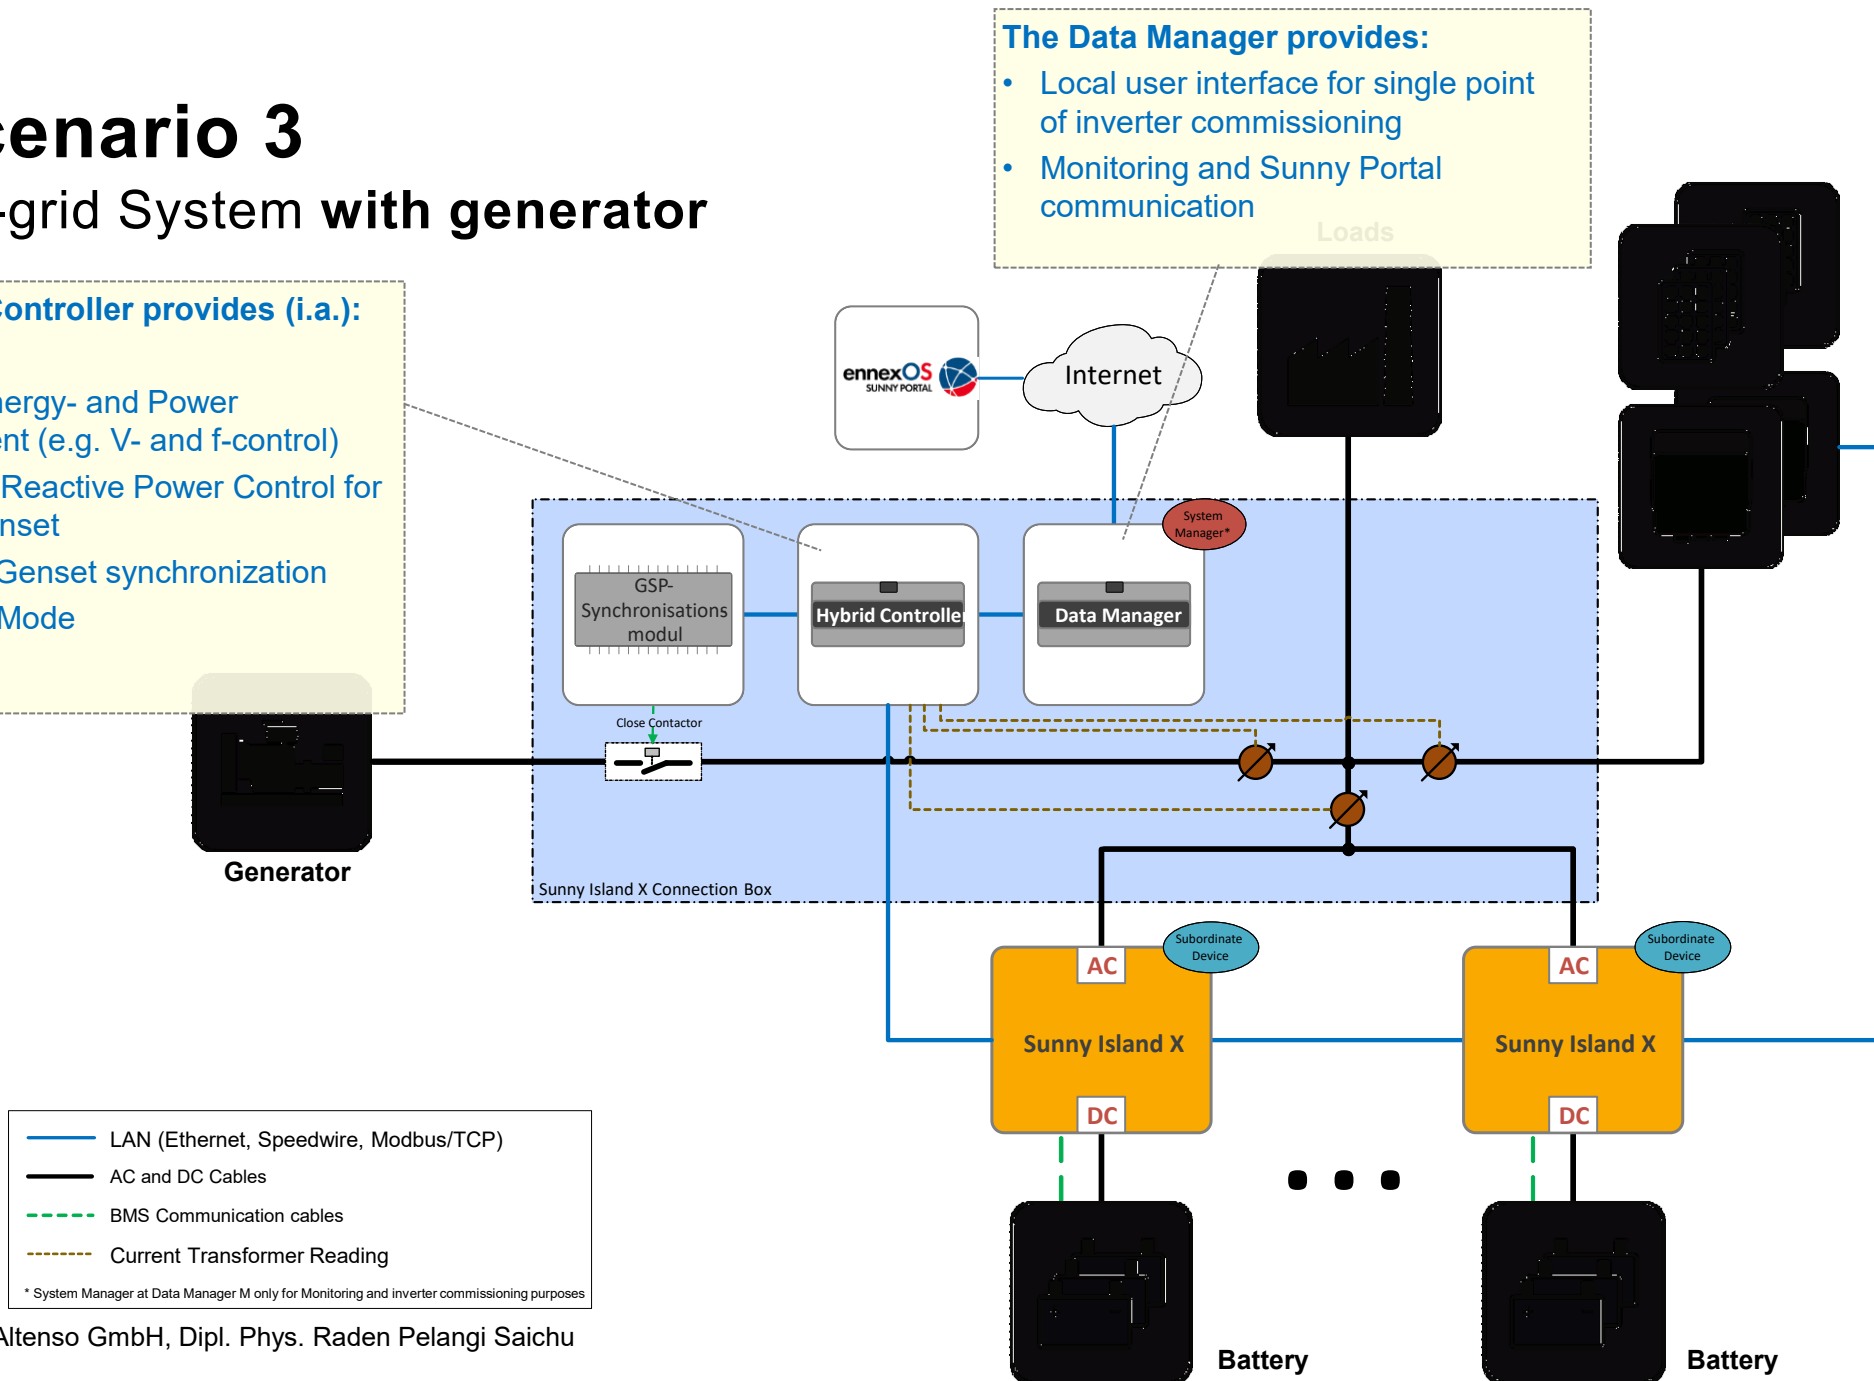 cenario 3
-grid System with generator
The Data Manager provides:
• Local user interface for single point
of inverter commissioning
• Monitoring and Sunny Portal
communication
Loads
Controller provides (i.a.):
nergy- and Power
ent (e.g. V- and f-control)
Reactive Power Control for
nset
Genset synchronization
Mode
ennexOS
SUNNY PORTAL
Internet
System
Manager*
GSP-
Synchronisations
modul
Hybrid Controller
Data Manager
Close Contactor
Generator
Sunny Island X Connection Box
Subordinate
Device
Subordinate
Device
AC
AC
Sunny Island X
Sunny Island X
DC
DC
LAN (Ethernet, Speedwire, Modbus/TCP)
AC and DC Cables
BMS Communication cables
Current Transformer Reading
* System Manager at Data Manager M only for Monitoring and inverter commissioning purposes
Altenso GmbH, Dipl. Phys. Raden Pelangi Saichu
Battery
Battery